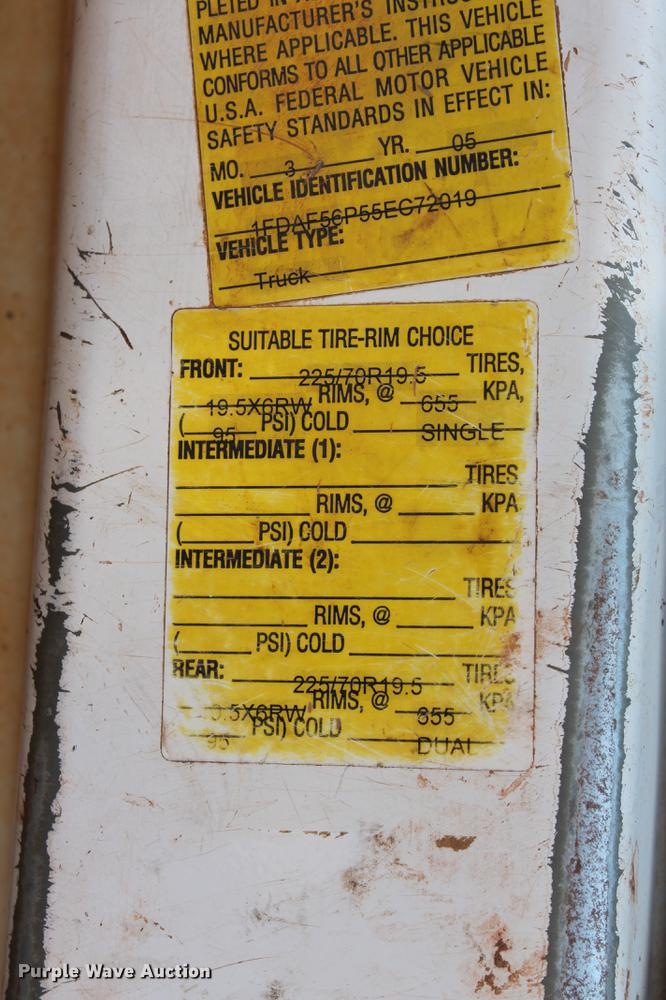 PLETED IN
MANUFACTURER'S
WHERE APPLICABLE. THIS VEHICLE
CONFORMS TO ALL OTHER APPLICABLE
U.S.A. FEDERAL MOTOR VEHICLE
SAFETY STANDARDS IN EFFECT IN:
MO. 3 YR. 05
VEHICLE IDENTIFICATION NUMBER:
1FDAF56P55EC72019
VEHICLE TYPE:
Truck
SUITABLE TIRE-RIM CHOICE
FRONT: 225/70R19.5 TIRES,
19.5X6RW RIMS, @ 655 KPA,
( 95 PSI) COLD SINGLE
INTERMEDIATE (1):
TIRES
RIMS, @ KPA
( PSI) COLD
INTERMEDIATE (2):
TIRES
RIMS, @ KPA
( PSI) COLD
REAR: 225/70R19.5 TIRES
9.5X6RW RIMS, @ 655 KPA
95 PSI) COLD DUAL
Purple Wave Auction